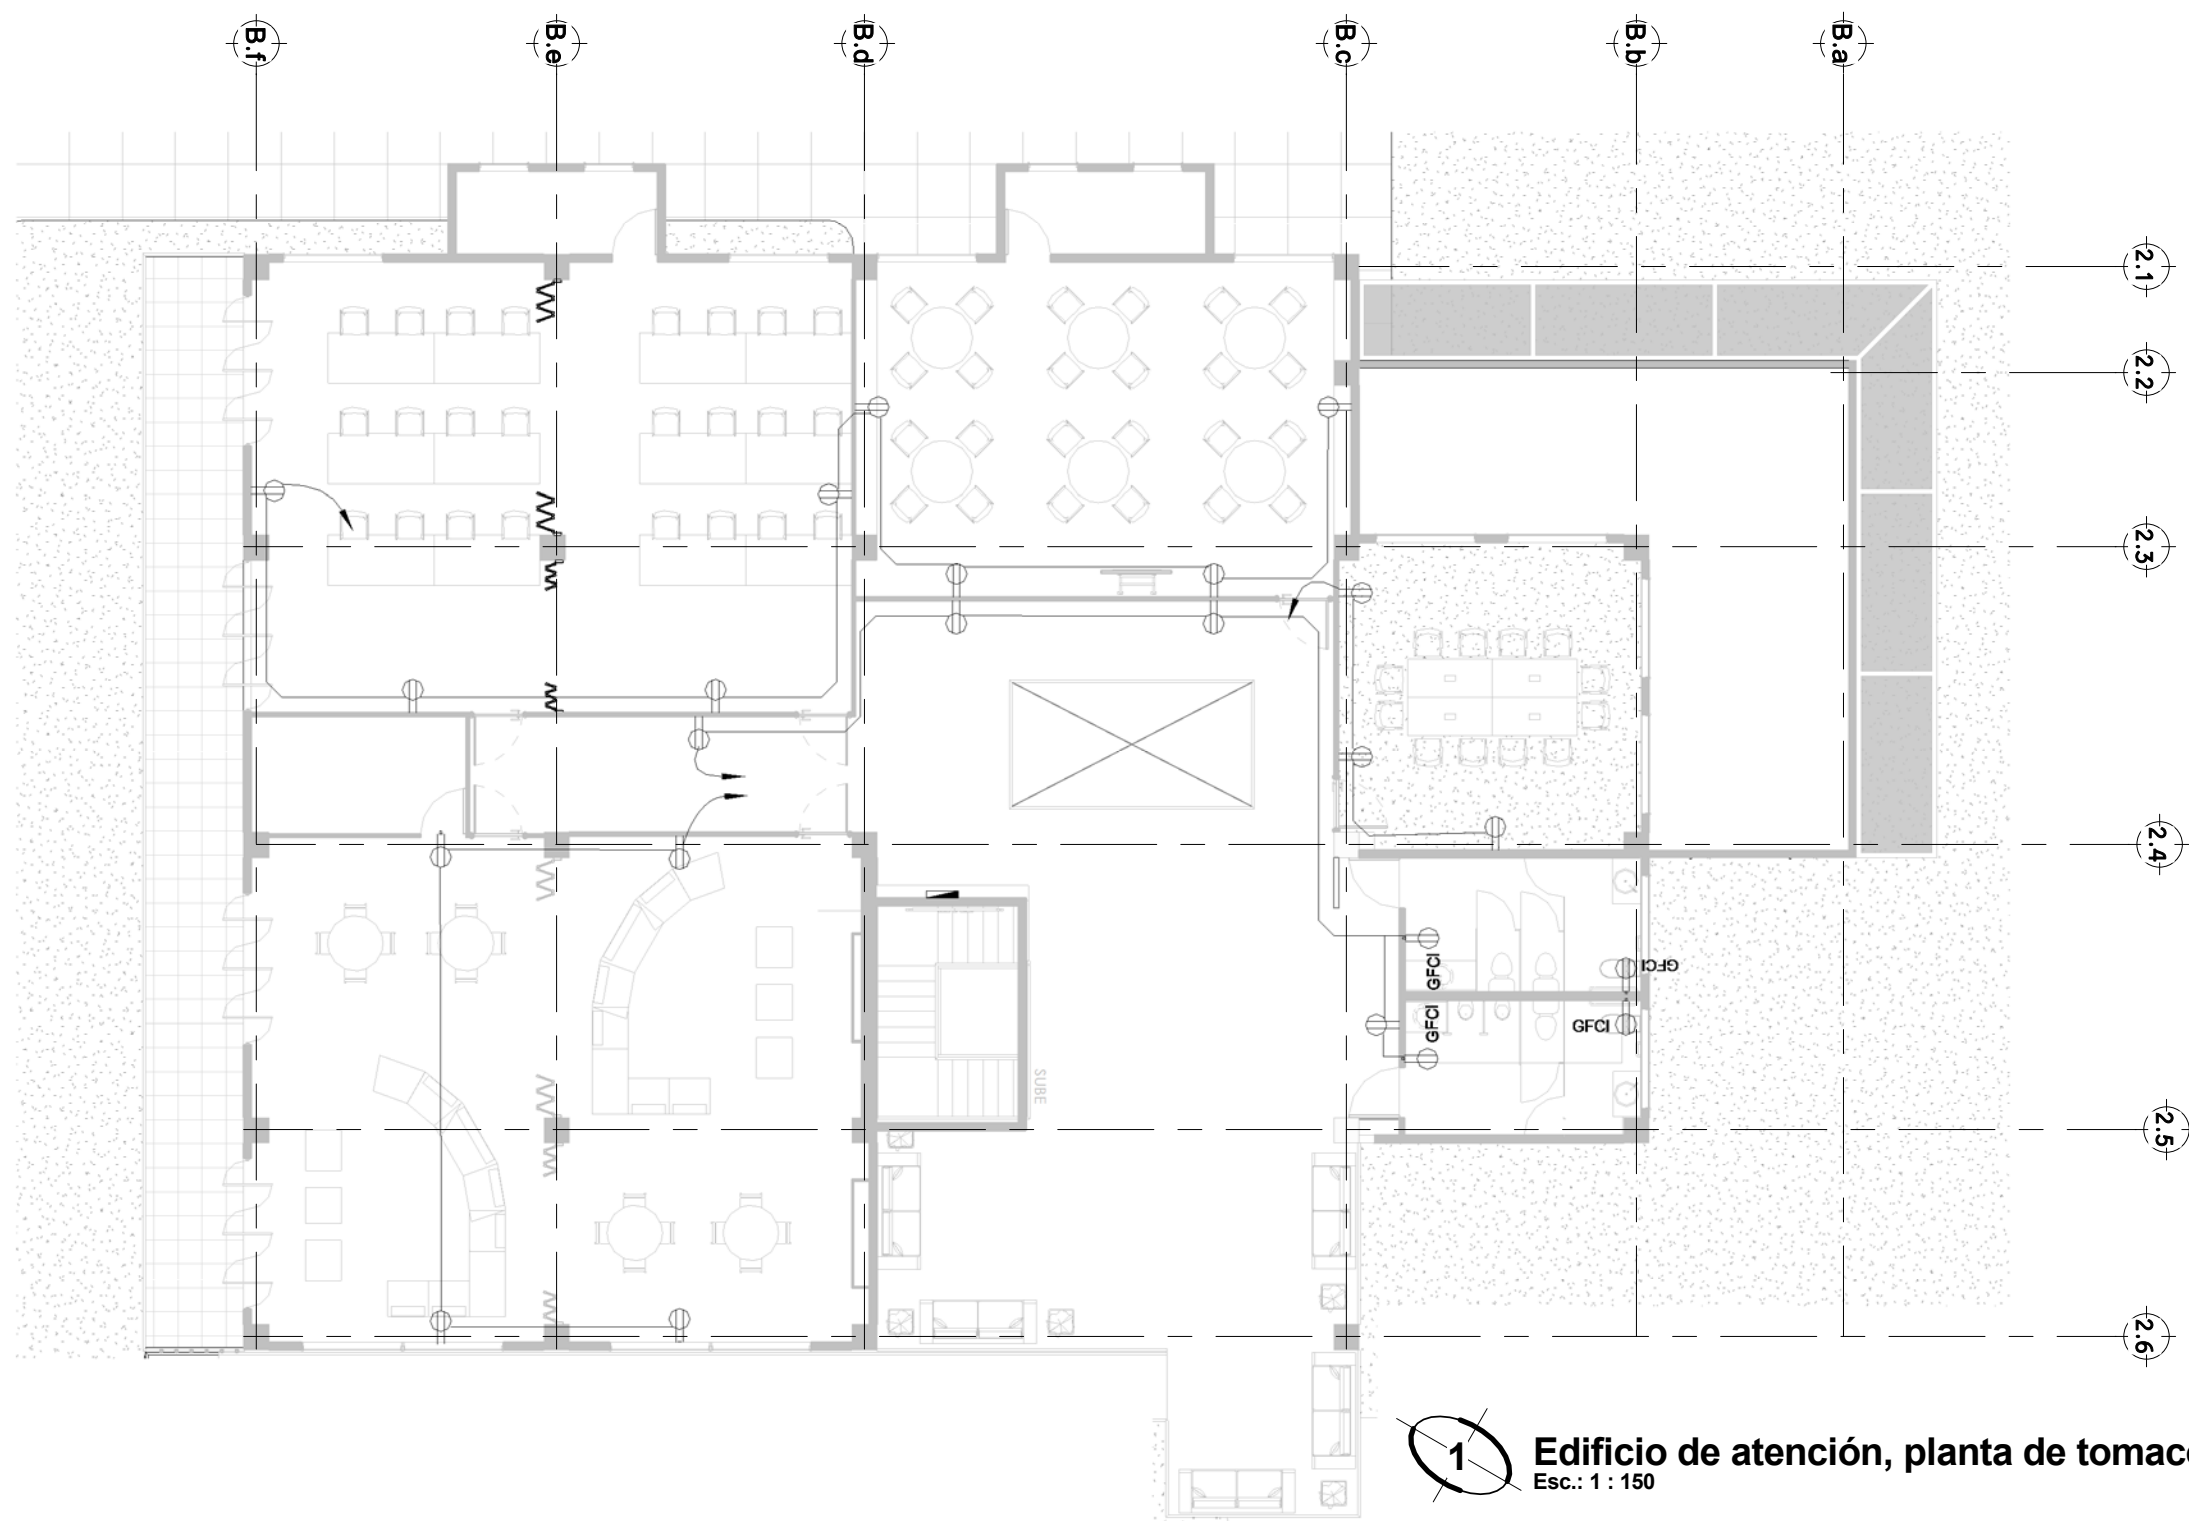 B.f
B.e
B.d
B.c
B.b
B.a
2.1
2.2
2.3
2.4
GFCI
GFCI
GFCI
GFCI
SUBE
2.5
2.6
1
Edificio de atención, planta de tomac
Esc.: 1 : 150